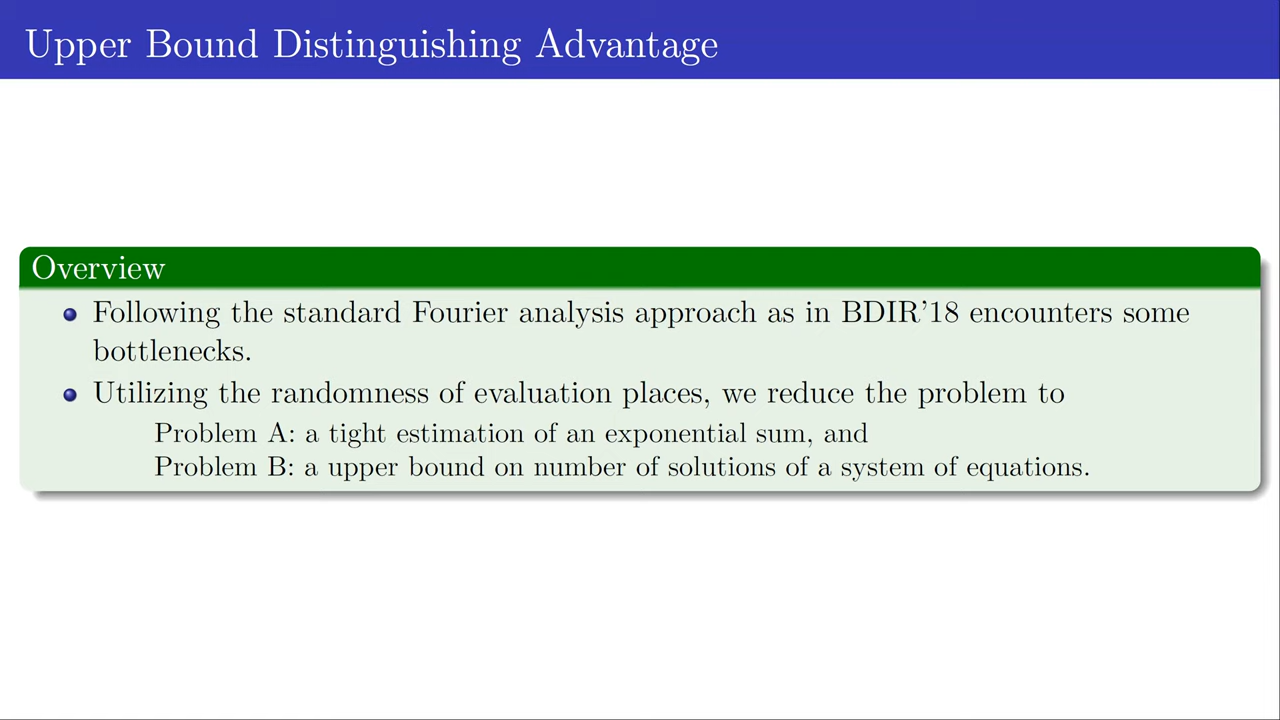 Upper Bound Distinguishing Advantage
Overview
Following the standard Fourier analysis approach as in BDIR’18 encounters some
bottlenecks.
Utilizing the randomness of evaluation places, we reduce the problem to
Problem A: a tight estimation of an exponential sum, and
Problem B: a upper bound on number of solutions of a system of equations.